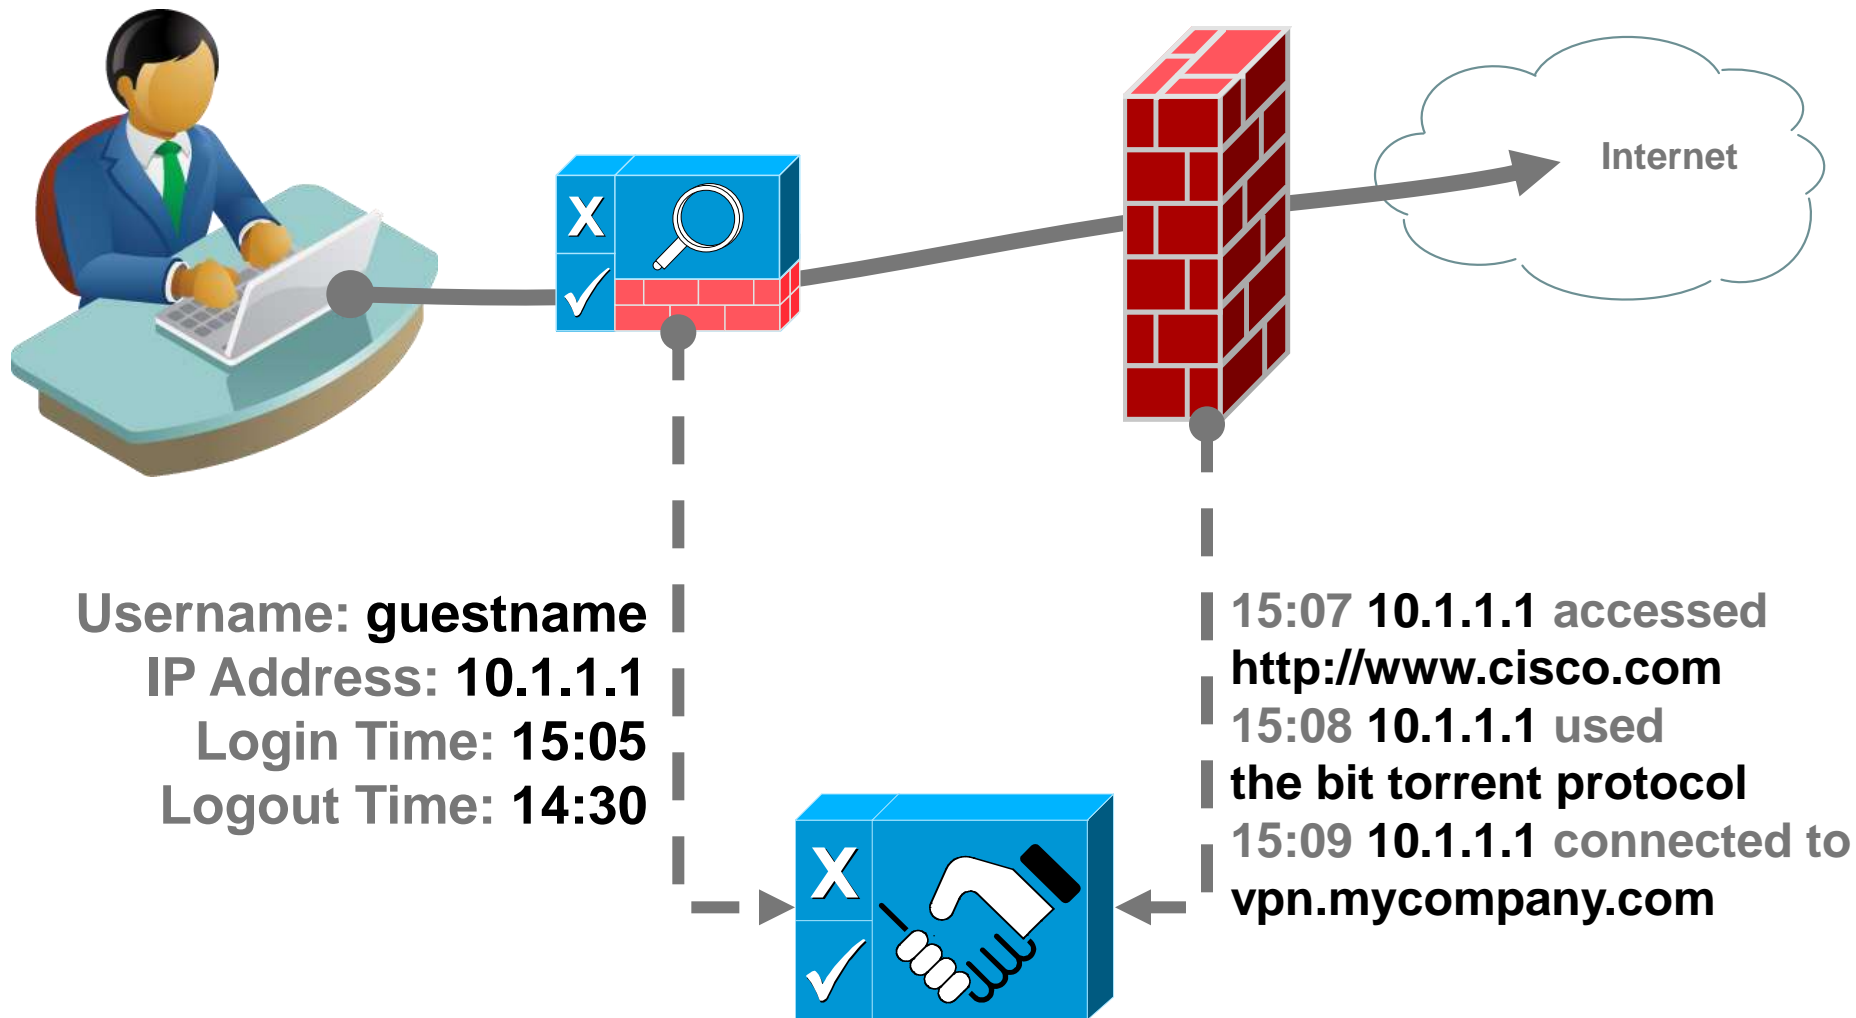 Internet
X
Username: guestname
IP Address: 10.1.1.1
Login Time: 15:05
Logout Time: 14:30
15:07 10.1.1.1 accessed
http://www.cisco.com
15:08 10.1.1.1 used
the bit torrent protocol
15:09 10.1.1.1 connected to
vpn.mycompany.com
X